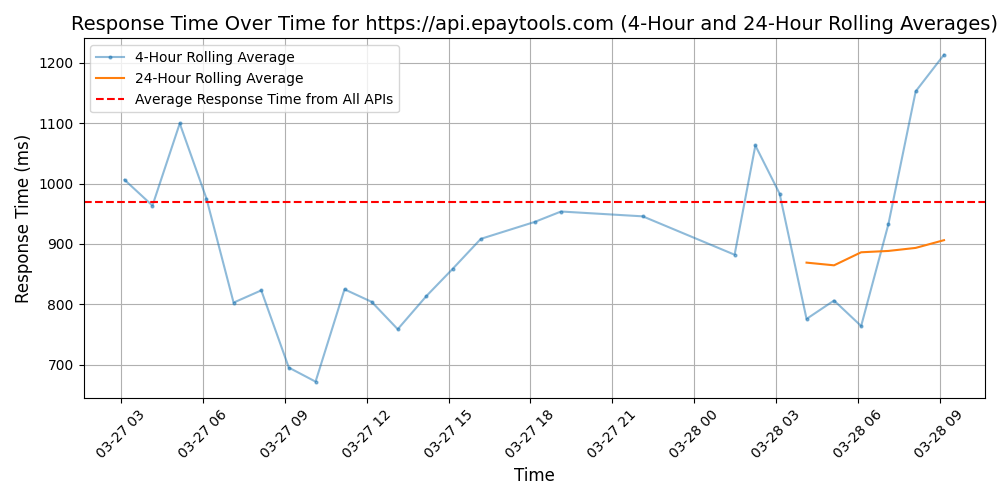 Response Time Over Time for https://api.epaytools.com (4-Hour and 24-Hour Rolling Averages)
4-Hour Rolling Average
24-Hour Rolling Average
Average Response Time from All APIs
Response Time (ms)
1200
1100
1000
900
800
700
03-27 03
03-27 06
03-27 09
03-27 12
03-27 15
03-27 18
03-27 21
03-28 00
03-28 03
03-28 06
03-28 09
Time